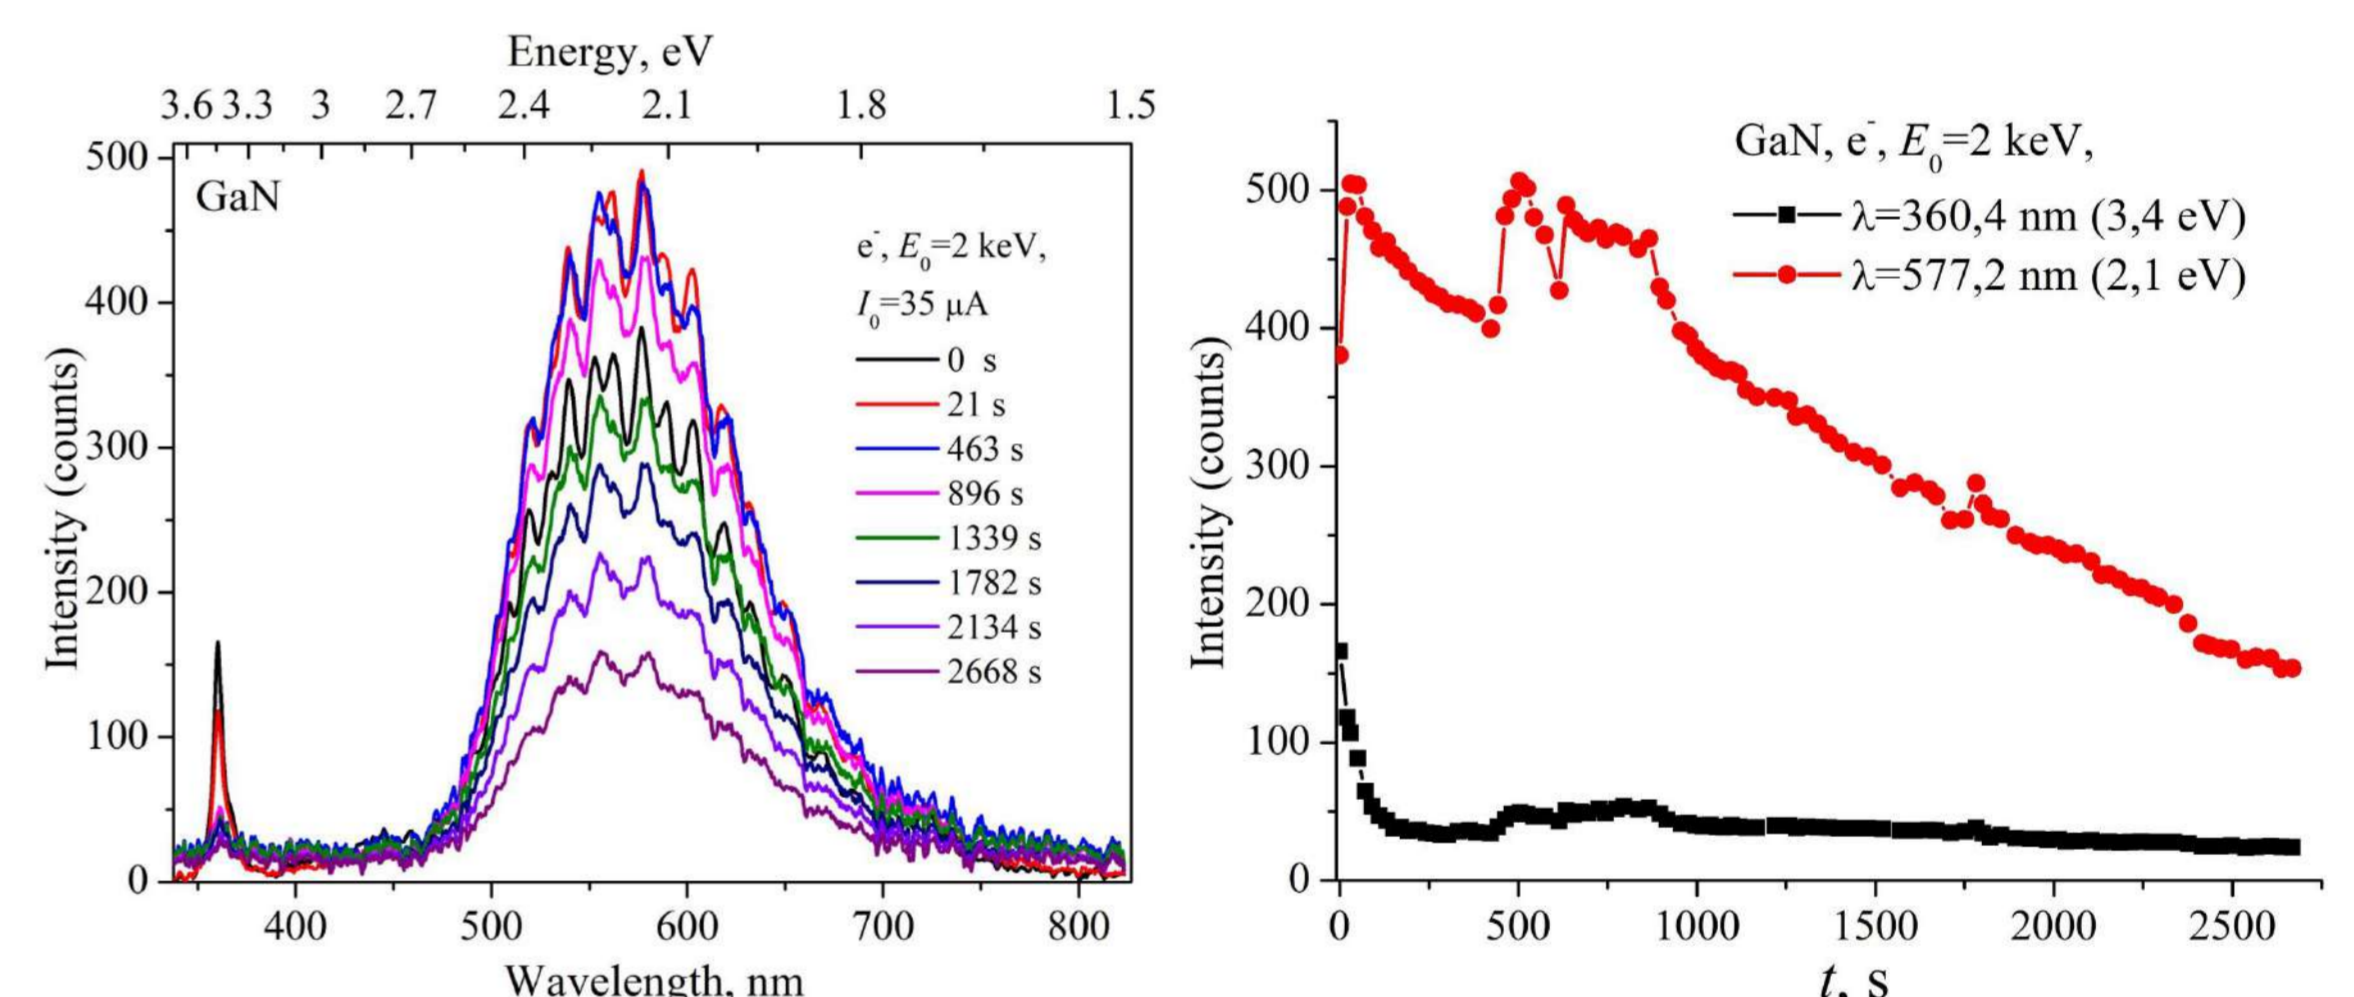 Energy, eV
3.6 3.3 3 2.7 2.4 2.1 1.8 1.5
500
400
300
200
100
0
Intensity (counts)
GaN
e⁻, E₀=2 keV,
I₀=35 μA
0 s
21 s
463 s
896 s
1339 s
1782 s
2134 s
2668 s
400 500 600 700 800
Wavelength, nm
500
400
300
200
100
0
Intensity (counts)
GaN, e⁻, E₀=2 keV,
λ=360,4 nm (3,4 eV)
λ=577,2 nm (2,1 eV)
0 500 1000 1500 2000 2500
t, s